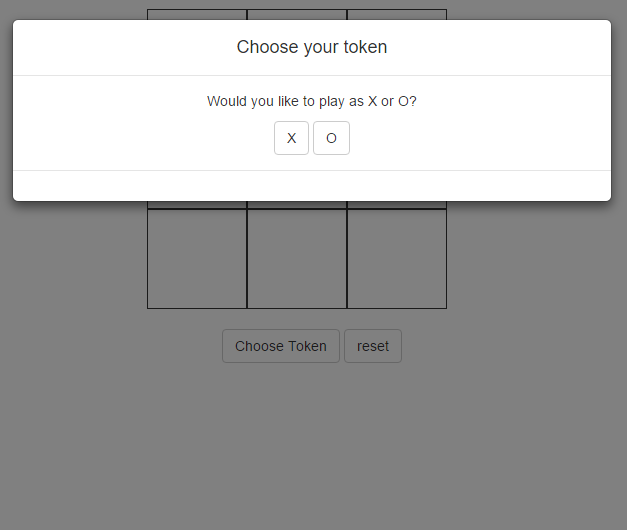 Choose your token
Would you like to play as X or O?
X O
Choose Token reset